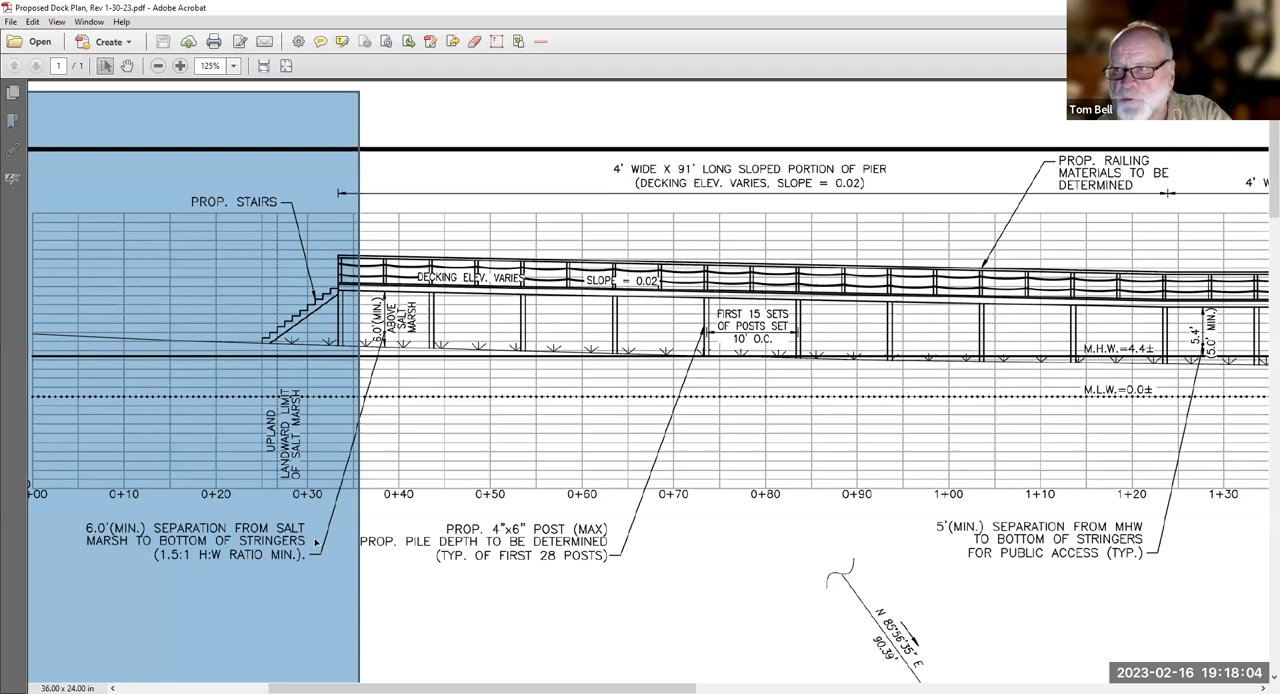 Proposed Dock Plan, Rev 1-30-23.pdf - Adobe Acrobat
File Edit View Window Help
Open Create
1 / 1 125%
Tom Bell
4' WIDE X 91' LONG SLOPED PORTION OF PIER
(DECKING ELEV. VARIES, SLOPE = 0.02)
PROP. RAILING
MATERIALS TO BE
DETERMINED
4' W
PROP. STAIRS
DECKING ELEV. VARIES
SLOPE = 0.02
6.0'(MIN.)
ABOVE
SALT
MARSH
FIRST 15 SETS
OF POSTS SET
10' O.C.
M.H.W.=4.4±
5.4'
(5.0' MIN.)
M.L.W.=0.0±
UPLAND
LANDWARD LIMIT
OF SALT MARSH
+00 0+10 0+20 0+30 0+40 0+50 0+60 0+70 0+80 0+90 1+00 1+10 1+20 1+30
6.0'(MIN.) SEPARATION FROM SALT
MARSH TO BOTTOM OF STRINGERS
(1.5:1 H:W RATIO MIN.).
PROP. 4"x6" POST (MAX)
PROP. PILE DEPTH TO BE DETERMINED
(TYP. OF FIRST 28 POSTS)
5'(MIN.) SEPARATION FROM MHW
TO BOTTOM OF STRINGERS
FOR PUBLIC ACCESS (TYP.)
N 85°56'35" E
90.39'
2023-02-16 19:18:04
36.00 x 24.00 in